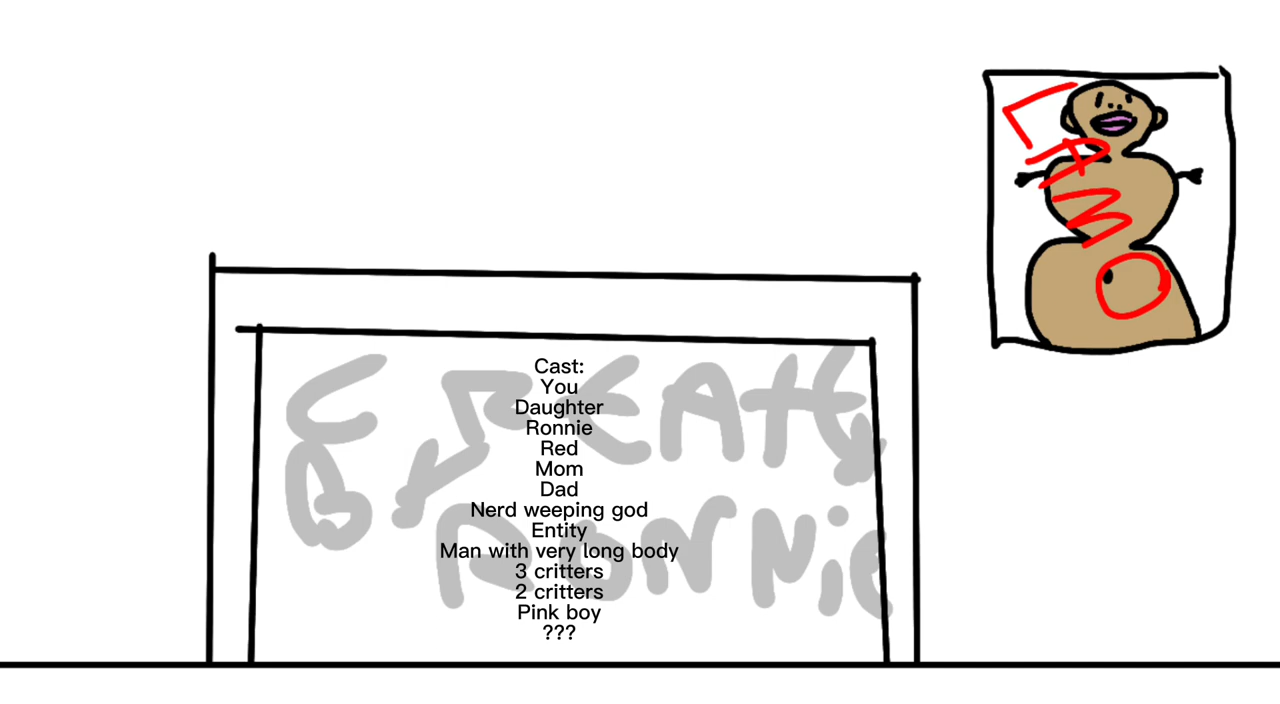 Cast:
You
Daughter
Ronnie
Red
Mom
Dad
Nerd weeping god
Entity
Man with very long body
3 critters
2 critters
Pink boy
???
RONNiE